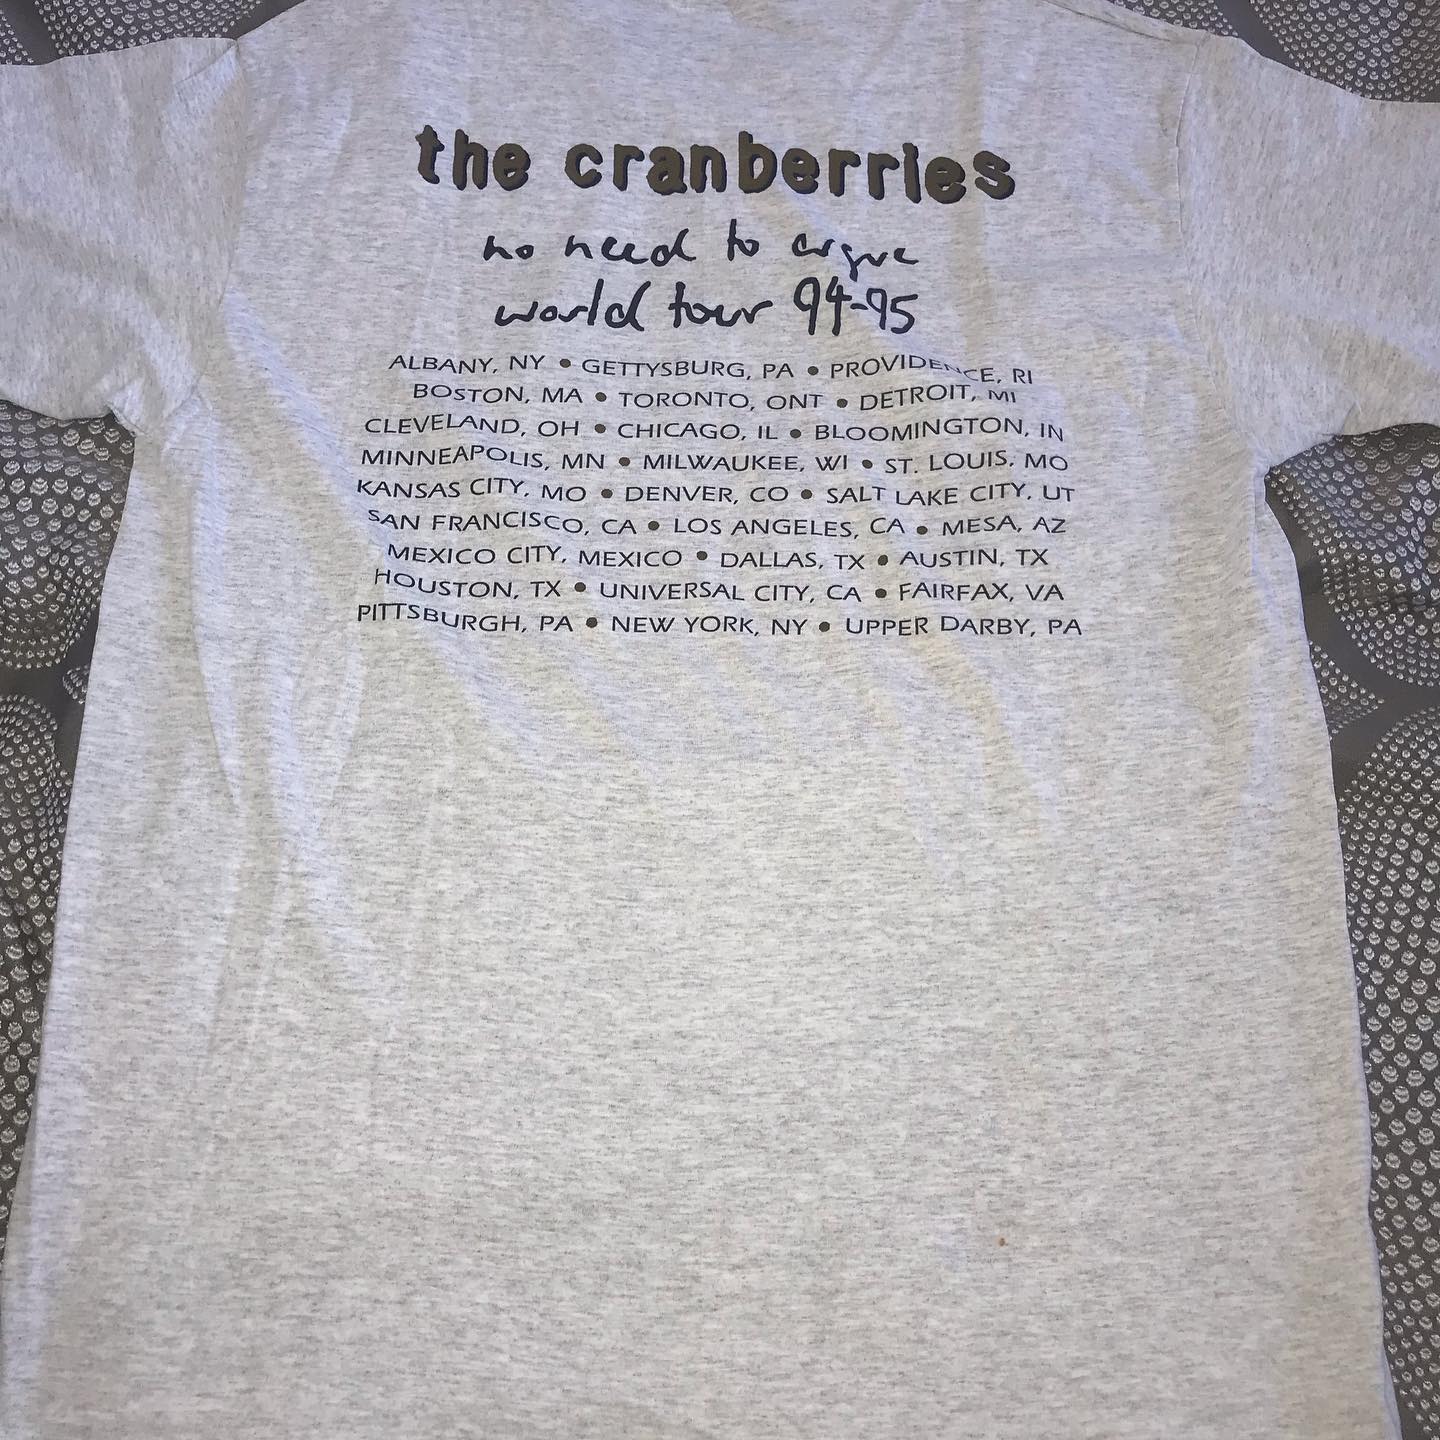 the cranberries
no need to argue
world tour 94-95
ALBANY, NY • GETTYSBURG, PA • PROVIDENCE, RI
BOSTON, MA • TORONTO, ONT • DETROIT, MI
CLEVELAND, OH • CHICAGO, IL • BLOOMINGTON, IN
MINNEAPOLIS, MN • MILWAUKEE, WI • ST. LOUIS, MO
KANSAS CITY, MO • DENVER, CO • SALT LAKE CITY, UT
SAN FRANCISCO, CA • LOS ANGELES, CA • MESA, AZ
MEXICO CITY, MEXICO • DALLAS, TX • AUSTIN, TX
HOUSTON, TX • UNIVERSAL CITY, CA • FAIRFAX, VA
PITTSBURGH, PA • NEW YORK, NY • UPPER DARBY, PA